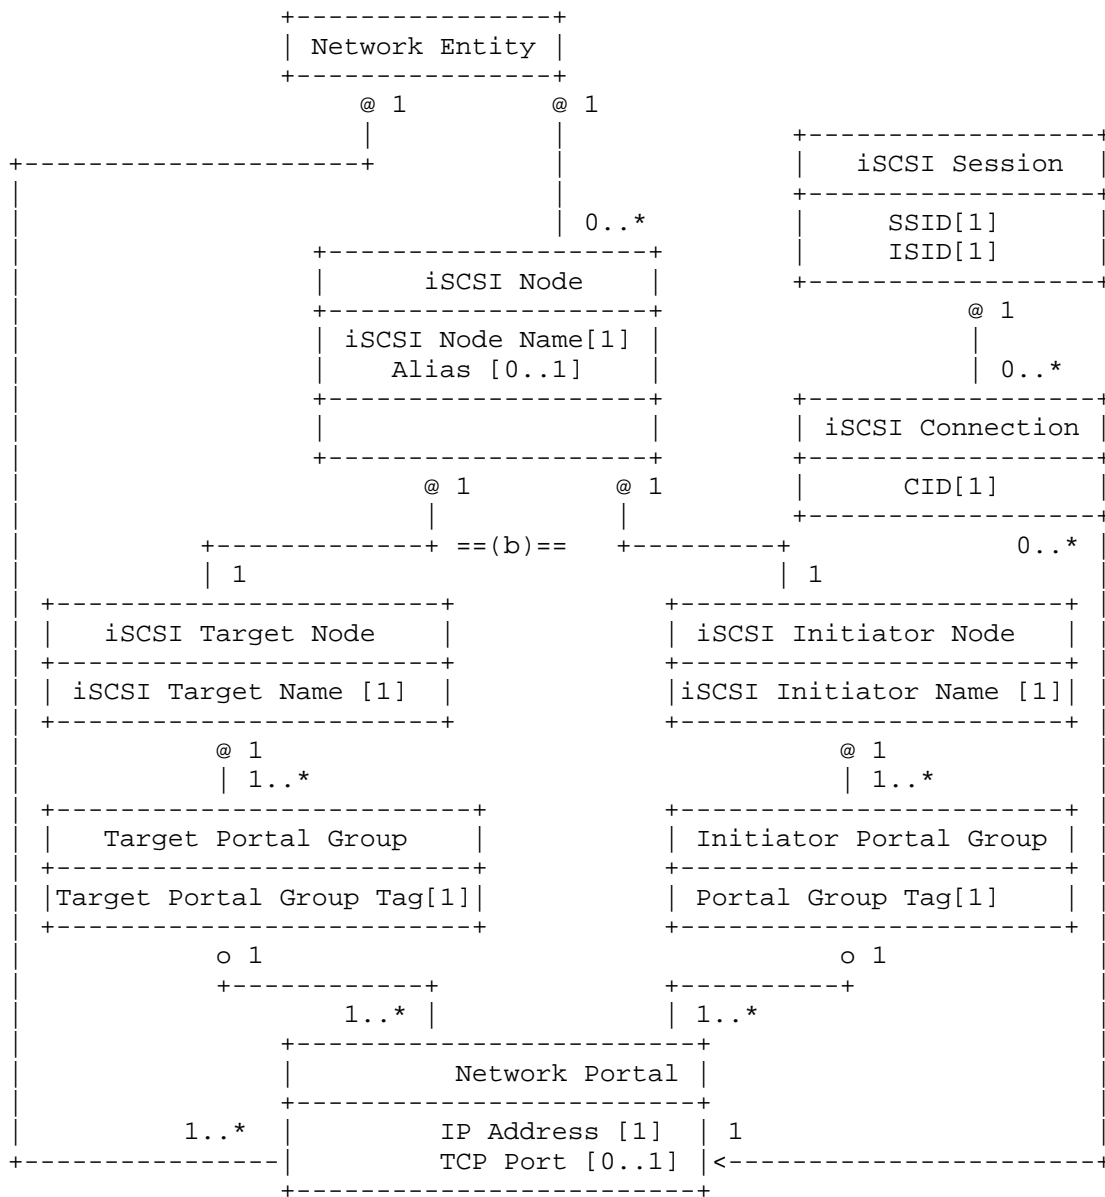 Network Entity
@ 1 @ 1
iSCSI Session
SSID[1]
0..*
ISID[1]
iSCSI Node
@ 1
iSCSI Node Name[1]
Alias [0..1]
0..*
iSCSI Connection
@ 1 @ 1
CID[1]
==(b)==
0..*
1 1
iSCSI Target Node
iSCSI Initiator Node
iSCSI Target Name [1]
iSCSI Initiator Name [1]
@ 1 @ 1
1..* 1..*
Target Portal Group
Initiator Portal Group
Target Portal Group Tag[1]
Portal Group Tag[1]
o 1 o 1
1..* 1..*
Network Portal
1..*
IP Address [1]
1
TCP Port [0..1]